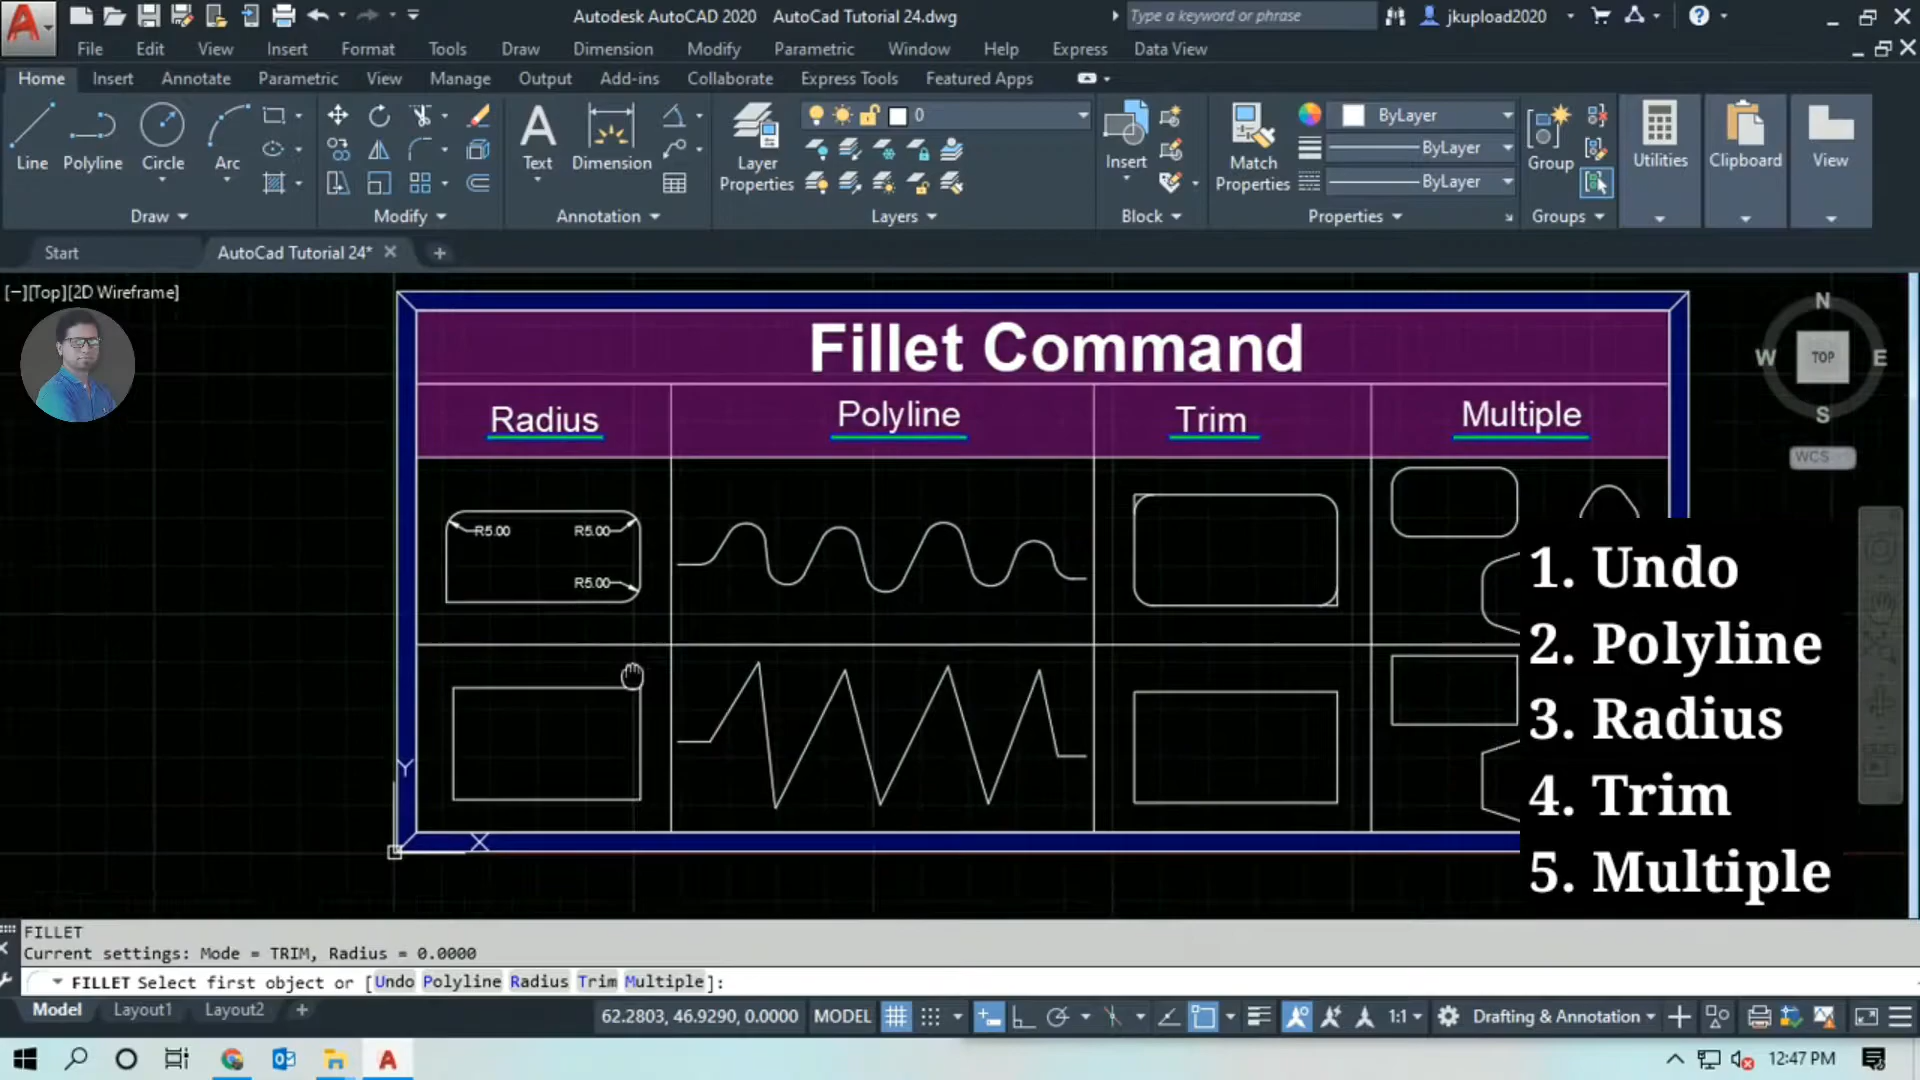 Autodesk AutoCAD 2020 AutoCad Tutorial 24.dwg
Type a keyword or phrase
jkupload2020
File Edit View Insert Format Tools Draw Dimension Modify Parametric Window Help Express Data View
Home Insert Annotate Parametric View Manage Output Add-ins Collaborate Express Tools Featured Apps
Line
Polyline
Circle
Arc
Draw
Modify
Text
Dimension
Annotation
Layer
Properties
0
Layers
Insert
Block
Match
Properties
ByLayer
ByLayer
ByLayer
Properties
Group
Groups
Utilities
Clipboard
View
Start
AutoCad Tutorial 24*
[−][Top][2D Wireframe]
N
W
TOP
E
S
WCS
Fillet Command
Radius
Polyline
Trim
Multiple
R5.00
R5.00
R5.00
Y
X
1. Undo
2. Polyline
3. Radius
4. Trim
5. Multiple
FILLET
Current settings: Mode = TRIM, Radius = 0.0000
FILLET Select first object or [Undo Polyline Radius Trim Multiple]:
Model Layout1 Layout2
62.2803, 46.9290, 0.0000 MODEL
1:1
Drafting & Annotation
12:47 PM